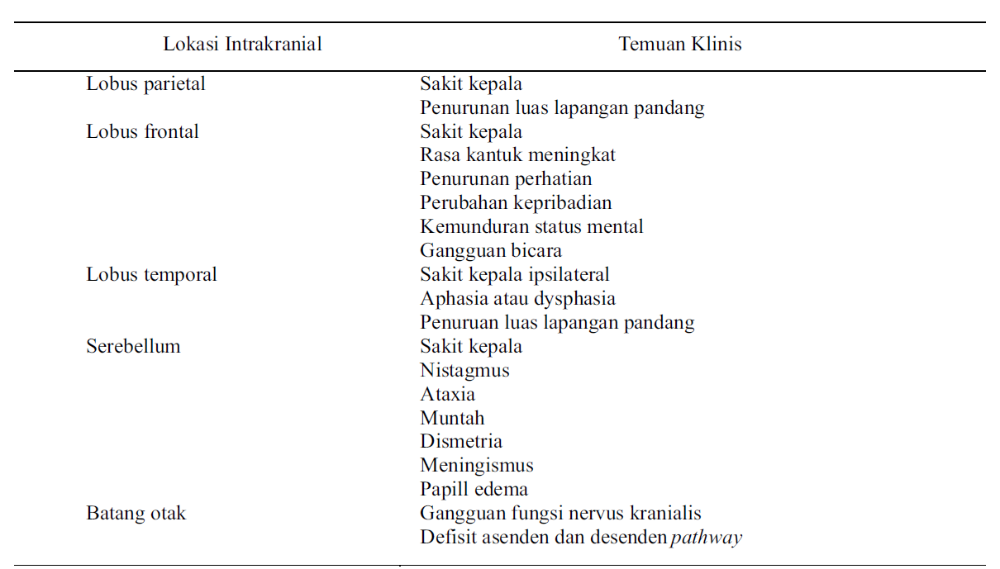 Lokasi Intrakranial Temuan Klinis
Lobus parietal Sakit kepala
Penurunan luas lapangan pandang
Lobus frontal Sakit kepala
Rasa kantuk meningkat
Penurunan perhatian
Perubahan kepribadian
Kemunduran status mental
Gangguan bicara
Lobus temporal Sakit kepala ipsilateral
Aphasia atau dysphasia
Penuruan luas lapangan pandang
Serebellum Sakit kepala
Nistagmus
Ataxia
Muntah
Dismetria
Meningismus
Papill edema
Batang otak Gangguan fungsi nervus kranialis
Defisit asenden dan desenden pathway